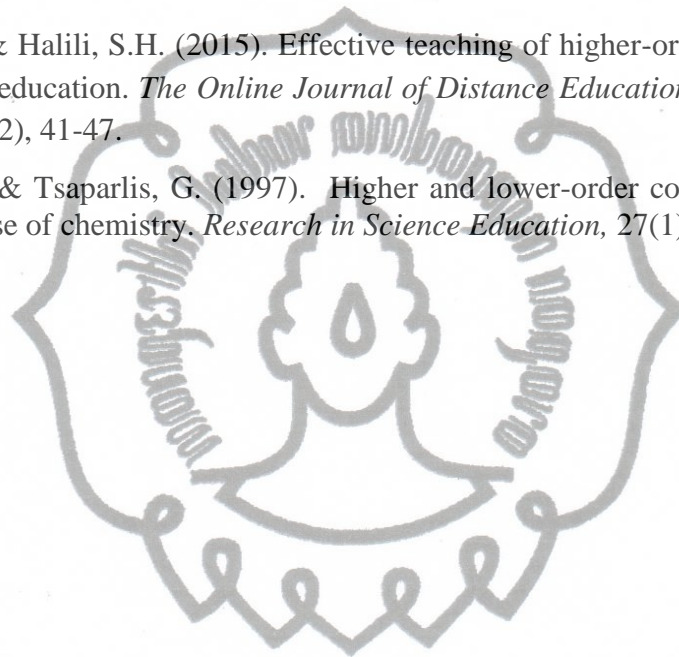 & Halili, S.H. (2015). Effective teaching of higher-or
education. The Online Journal of Distance Education
2), 41-47.
& Tsaparlis, G. (1997). Higher and lower-order co
se of chemistry. Research in Science Education, 27(1)